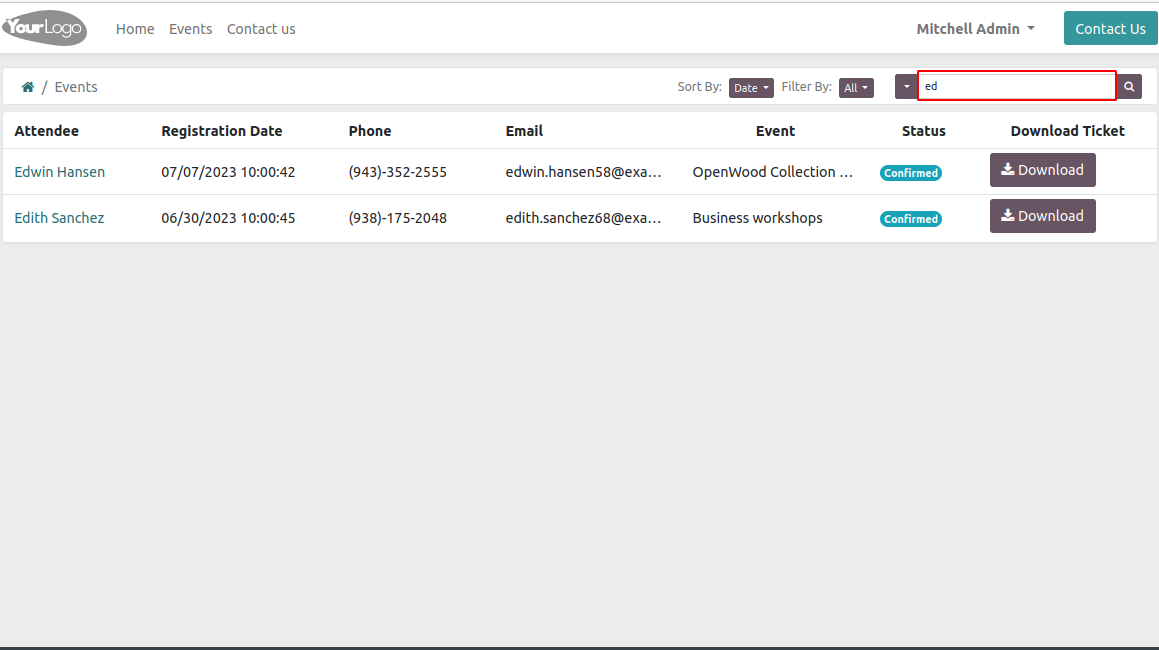 YourLogo Home Events Contact us Mitchell Admin Contact Us
/ Events Sort By: Date Filter By: All ed
Attendee Registration Date Phone Email Event Status Download Ticket
Edwin Hansen 07/07/2023 10:00:42 (943)-352-2555 edwin.hansen58@exa... OpenWood Collection ... Confirmed Download
Edith Sanchez 06/30/2023 10:00:45 (938)-175-2048 edith.sanchez68@exa... Business workshops Confirmed Download